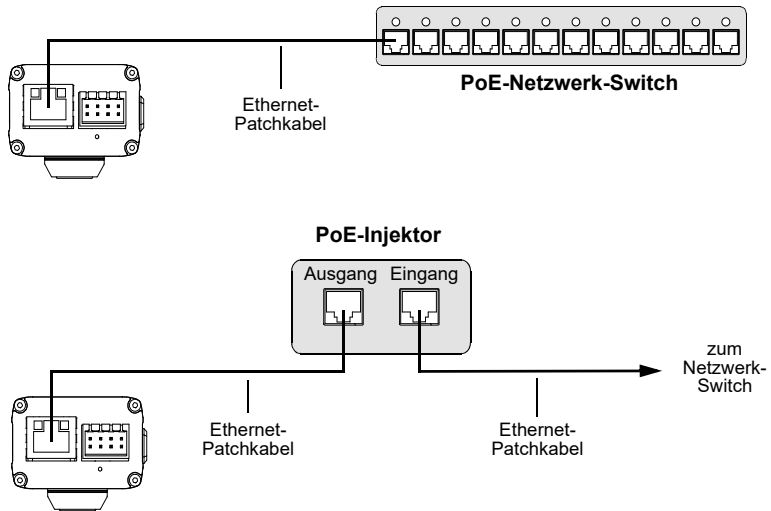 PoE-Netzwerk-Switch
Ethernet-
Patchkabel
PoE-Injektor
Ausgang Eingang
zum
Netzwerk-
Switch
Ethernet-
Patchkabel
Ethernet-
Patchkabel